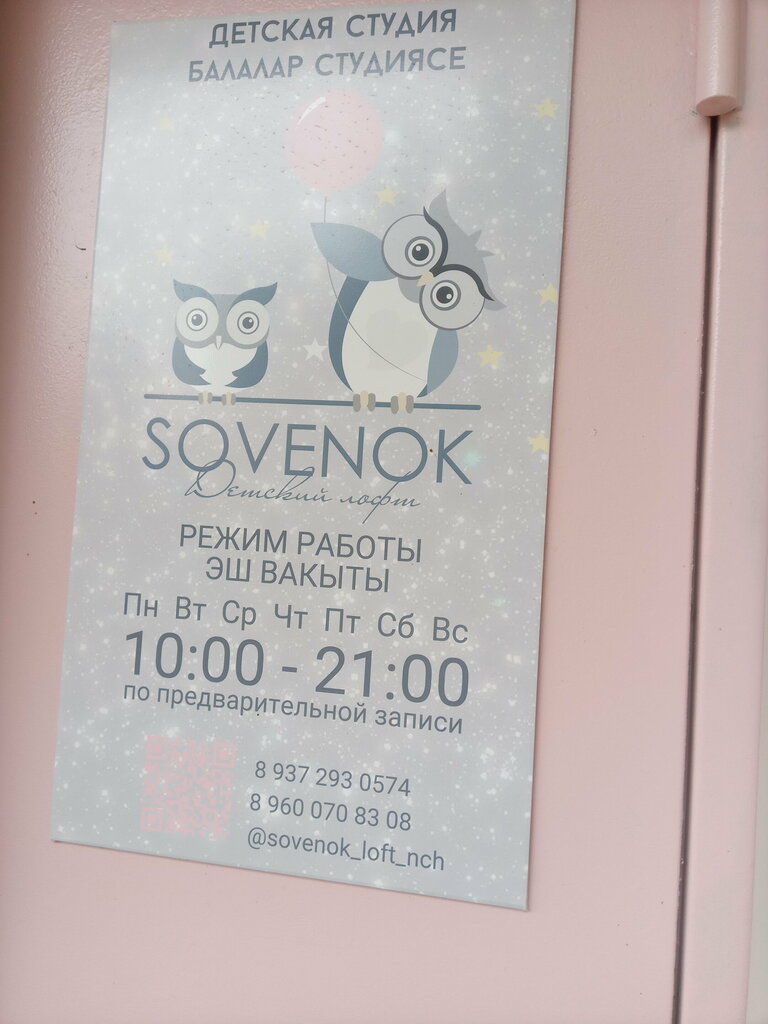 ДЕТСКАЯ СТУДИЯ
БАЛАЛАР СТУДИЯСЕ
SOVENOK
Детский лофт
РЕЖИМ РАБОТЫ
ЭШ ВАКЫТЫ
Пн Вт Ср Чт Пт Сб Вс
10:00 - 21:00
по предварительной записи
8 937 293 0574
8 960 070 83 08
@sovenok_loft_nch